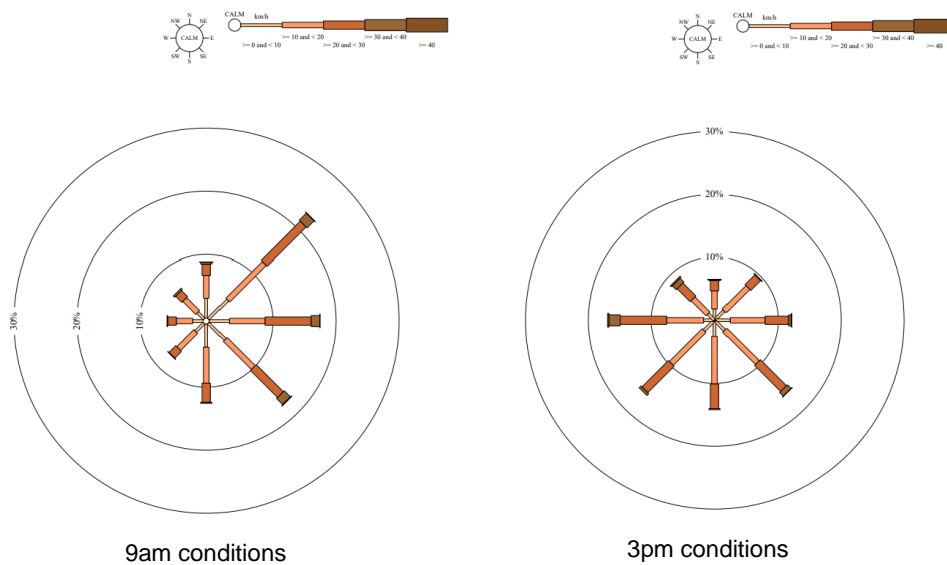 N
NW NE
W CALM E
SW SE
S
CALM km/h >= 10 and < 20 >= 30 and < 40
>= 0 and < 10 >= 20 and < 30 >= 40
N
NW NE
W CALM E
SW SE
S
CALM km/h >= 10 and < 20 >= 30 and < 40
>= 0 and < 10 >= 20 and < 30 >= 40
30% 20% 10%
30%
20%
10%
9am conditions
3pm conditions